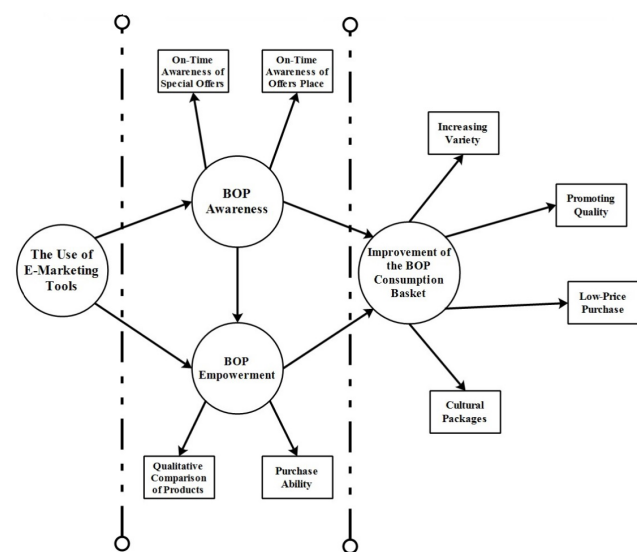 On-Time
Awareness of
Special Offers
On-Time
Awareness of
Offers Place
Increasing
Variety
BOP
Awareness
Promoting
Quality
The Use of
E-Marketing
Tools
Improvement of
the BOP
Consumption
Basket
Low-Price
Purchase
BOP
Empowerment
Cultural
Packages
Qualitative
Comparison
of Products
Purchase
Ability